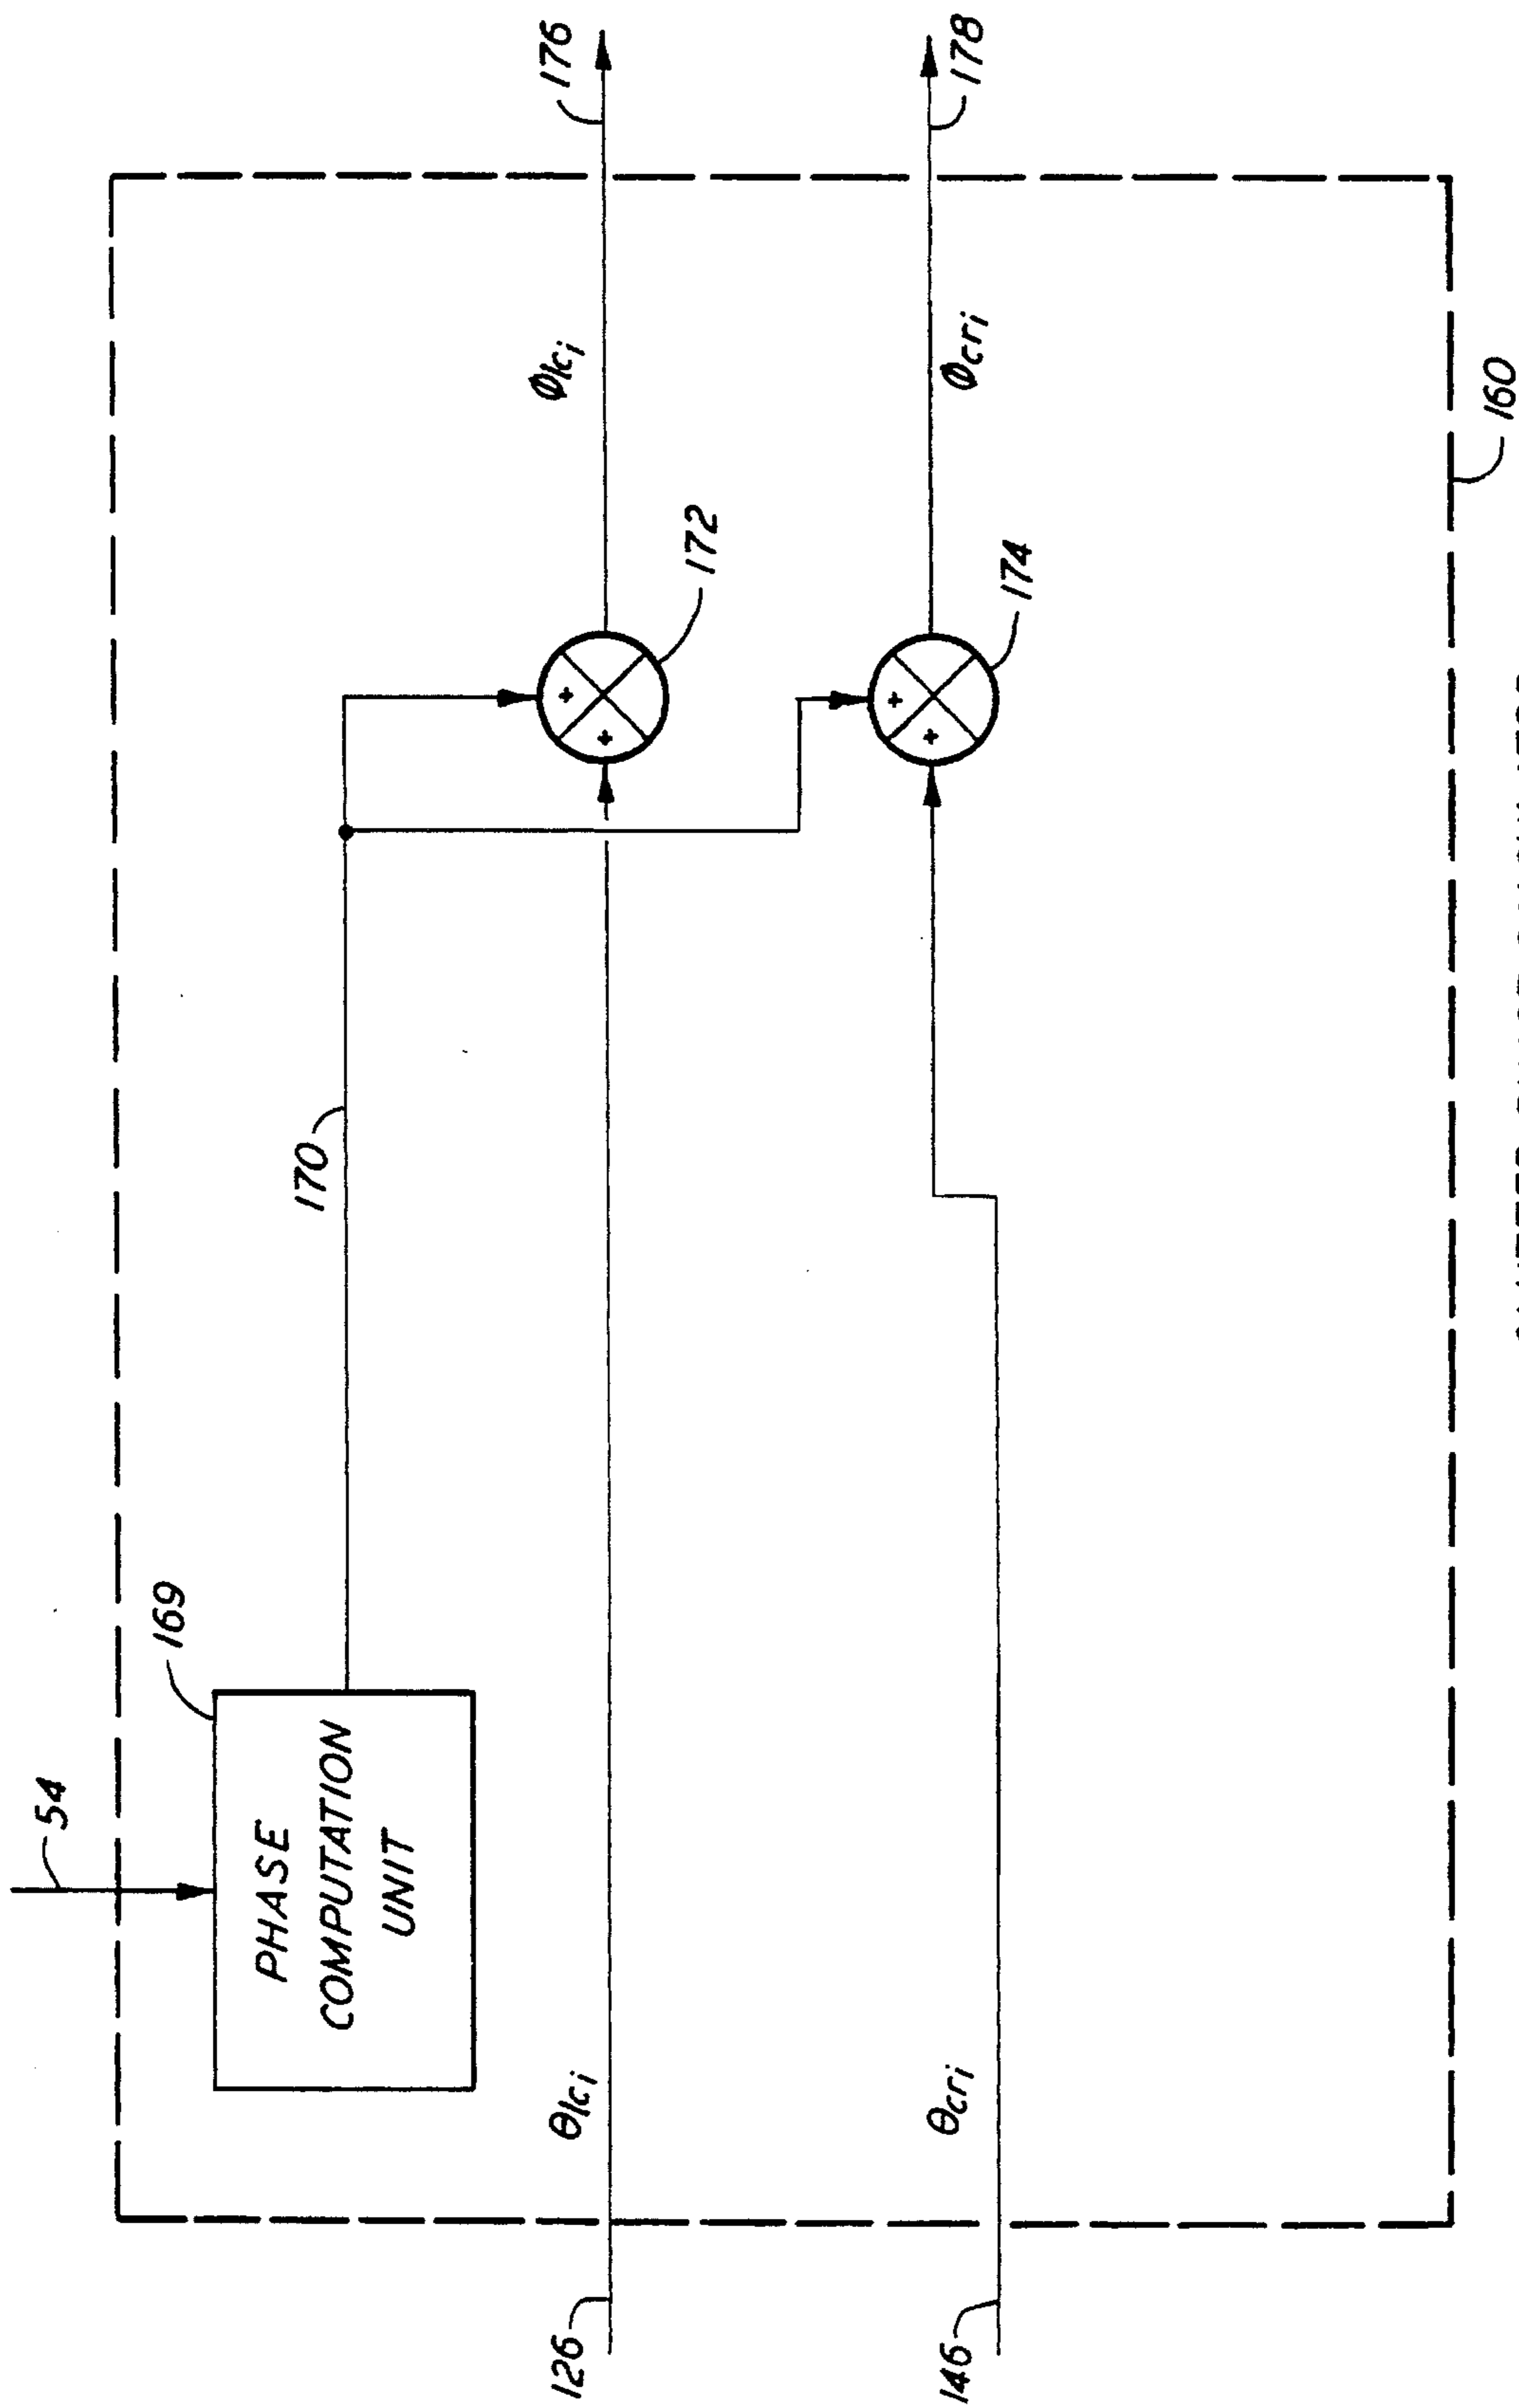 54
169
PHASE
COMPUTATION
UNIT
170
176
Φlci
172
θlci
126
178
Φcri
174
θcri
146
160